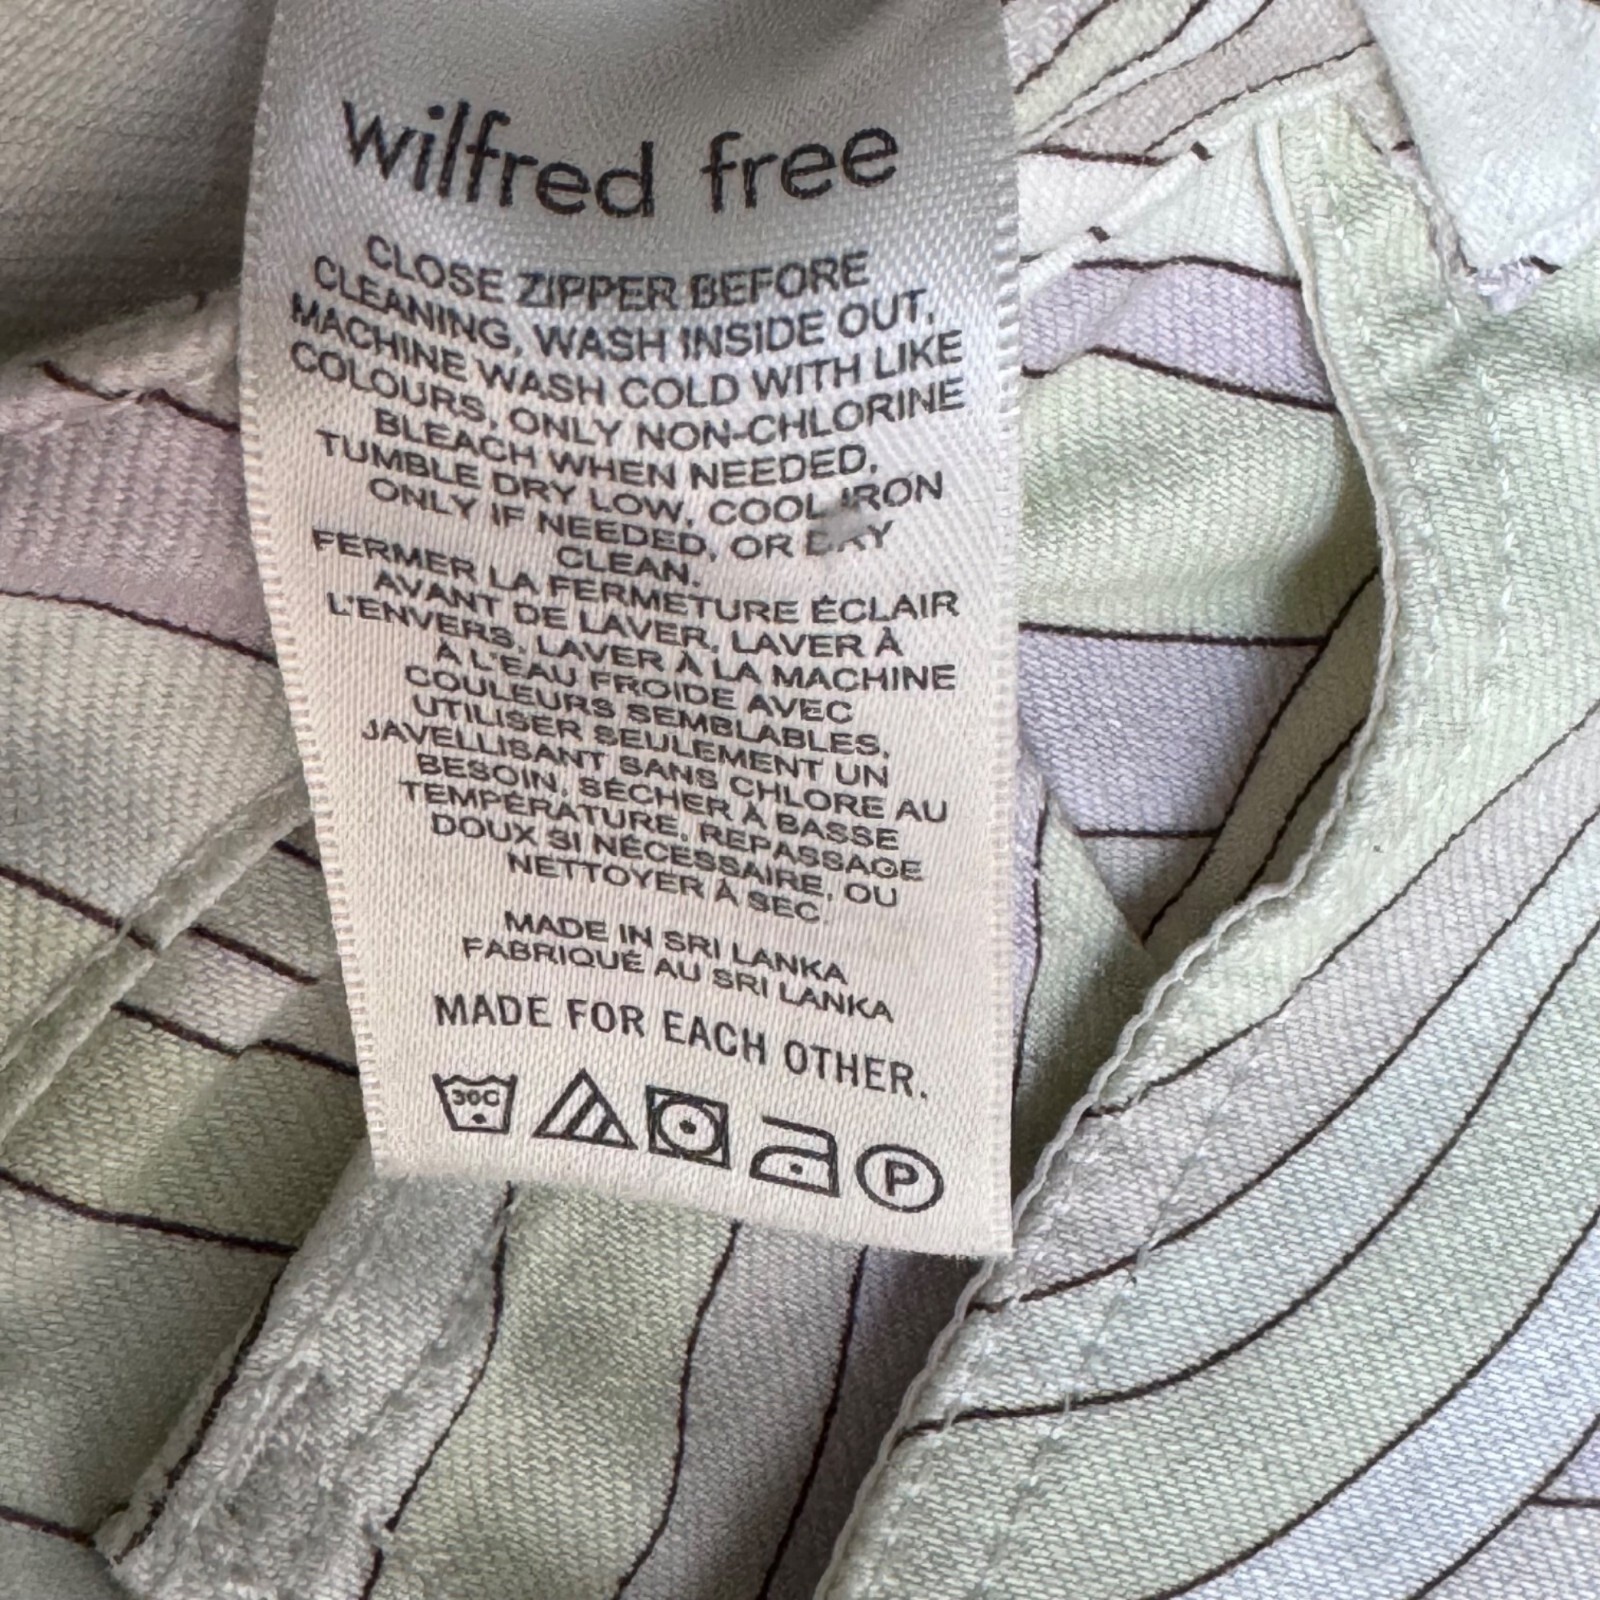 wilfred free
CLOSE ZIPPER BEFORE
CLEANING, WASH INSIDE OUT,
MACHINE WASH COLD WITH LIKE
COLOURS, ONLY NON-CHLORINE
BLEACH WHEN NEEDED,
TUMBLE DRY LOW, COOL IRON
ONLY IF NEEDED, OR DRY
CLEAN.
FERMER LA FERMETURE ÉCLAIR
AVANT DE LAVER, LAVER À
L'ENVERS, LAVER À LA MACHINE
À L'EAU FROIDE AVEC
COULEURS SEMBLABLES,
UTILISER SEULEMENT UN
JAVELLISANT SANS CHLORE AU
BESOIN, SÉCHER À BASSE
TEMPÉRATURE, REPASSAGE
DOUX SI NÉCESSAIRE, OU
NETTOYER À SEC.
MADE IN SRI LANKA
FABRIQUÉ AU SRI LANKA
MADE FOR EACH OTHER.
30C
P